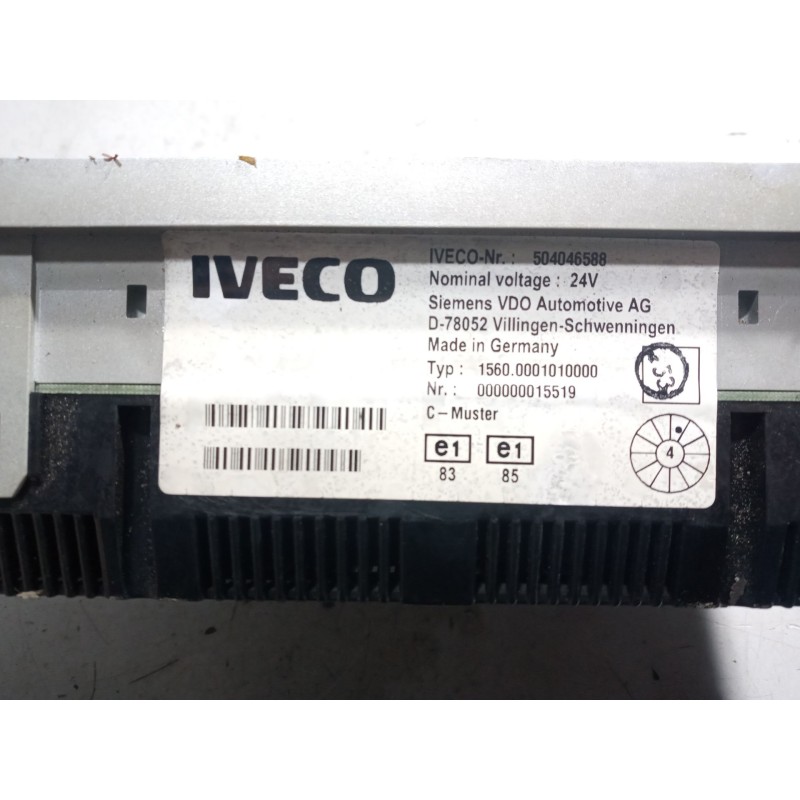 IVECO
IVECO-Nr. : 504046588
Nominal voltage : 24V
Siemens VDO Automotive AG
D-78052 Villingen-Schwenningen
Made in Germany
Typ : 1560.0001010000
Nr. : 000000015519
C-Muster
e1 e1
83 85
4